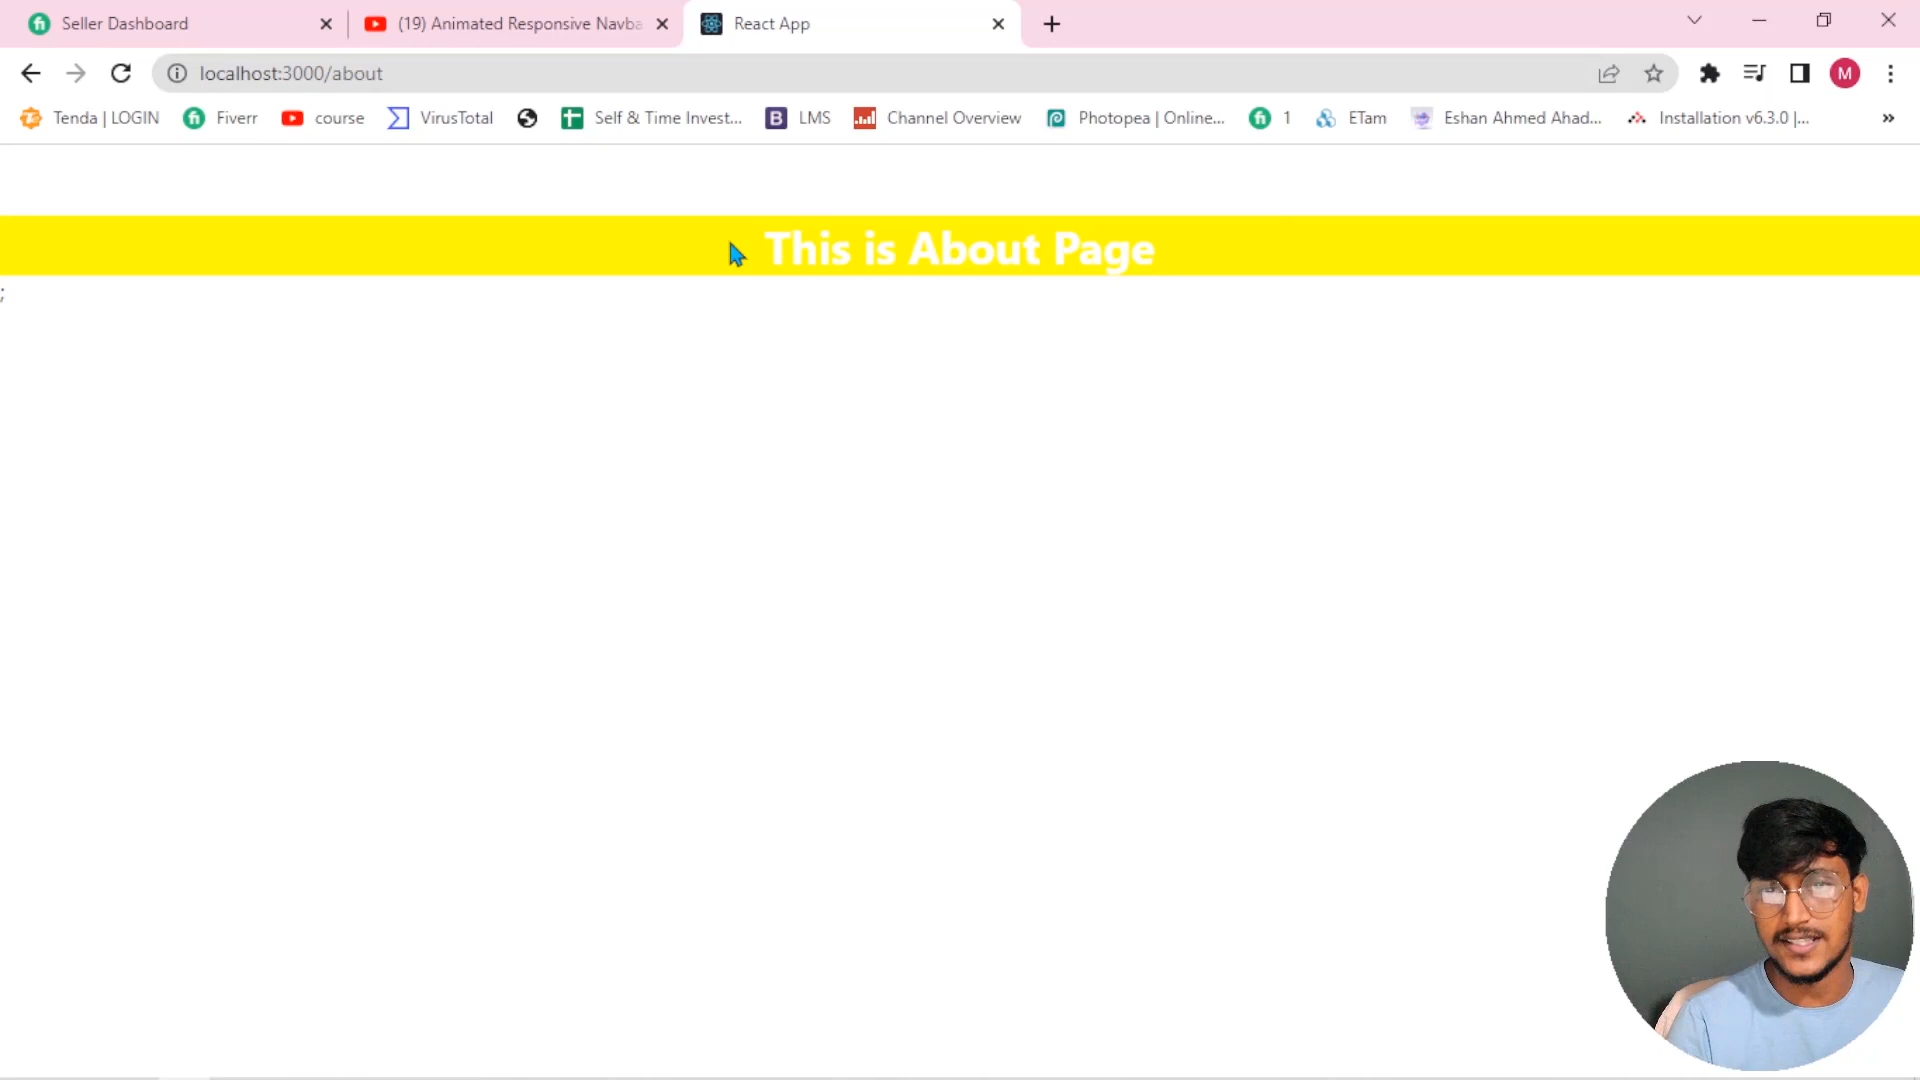 Seller Dashboard
(19) Animated Responsive Navba
React App
localhost:3000/about
M
Tenda | LOGIN
Fiverr
course
VirusTotal
Self & Time Invest...
B LMS
Channel Overview
Photopea | Online...
1
ETam
Eshan Ahmed Ahad...
Installation v6.3.0 |...
»
This is About Page
;